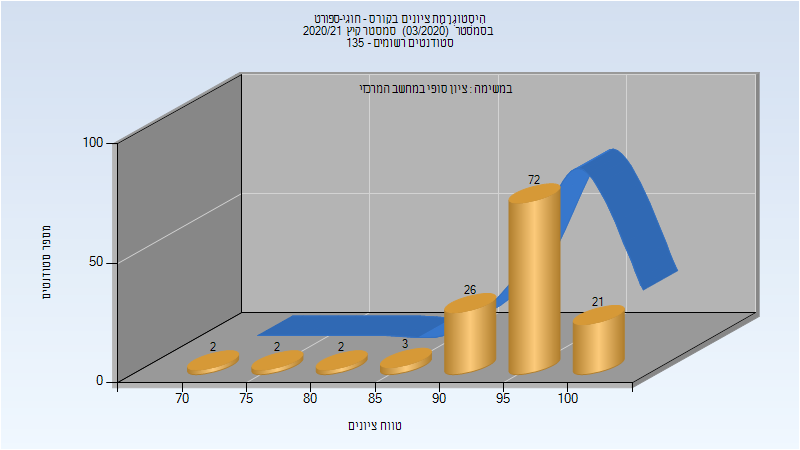 היסטוגרמת ציונים בקורס - חוגי-ספורט
בסמסטר (03/2020) סמסטר קיץ 2020/21
סטודנטים רשומים - 135
במשימה : ציון סופי במחשב המרכזי
100
50
0
מספר סטודנטים
2
2
2
3
26
72
21
70
75
80
85
90
95
100
טווח ציונים